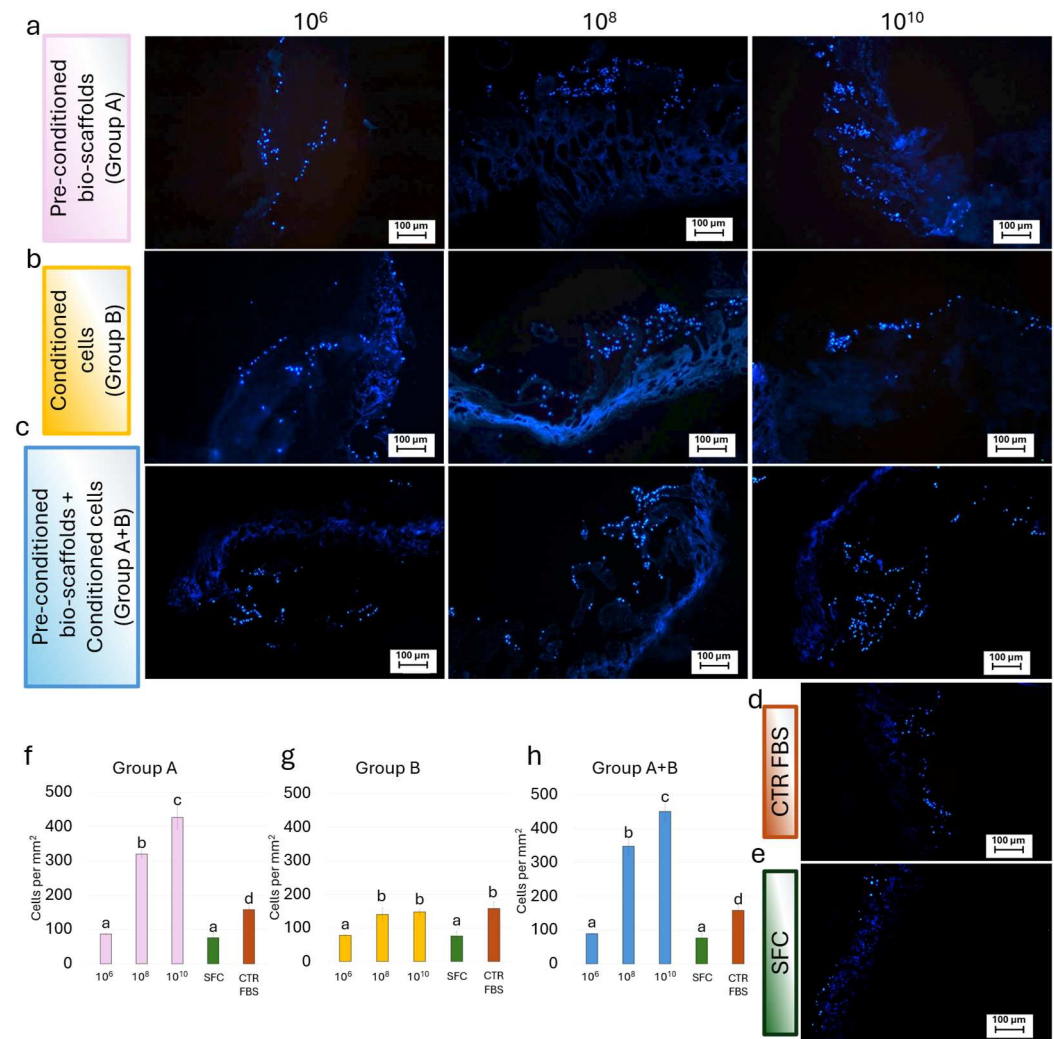 10⁶
10⁸
10¹⁰
a
Pre-conditioned
bio-scaffolds
(Group A)
100 µm
100 µm
100 µm
b
Conditioned
cells
(Group B)
100 µm
100 µm
100 µm
c
Pre-conditioned
bio-scaffolds +
Conditioned cells
(Group A+B)
100 µm
100 µm
100 µm
d
CTR FBS
100 µm
e
SFC
100 µm
f
Group A
Cells per mm²
500
400
300
200
100
0
a
b
c
a
d
10⁶
10⁸
10¹⁰
SFC
CTR
FBS
g
Group B
Cells per mm²
500
400
300
200
100
0
a
b
b
a
b
10⁶
10⁸
10¹⁰
SFC
CTR
FBS
h
Group A+B
Cells per mm²
500
400
300
200
100
0
a
b
c
a
d
10⁶
10⁸
10¹⁰
SFC
CTR
FBS